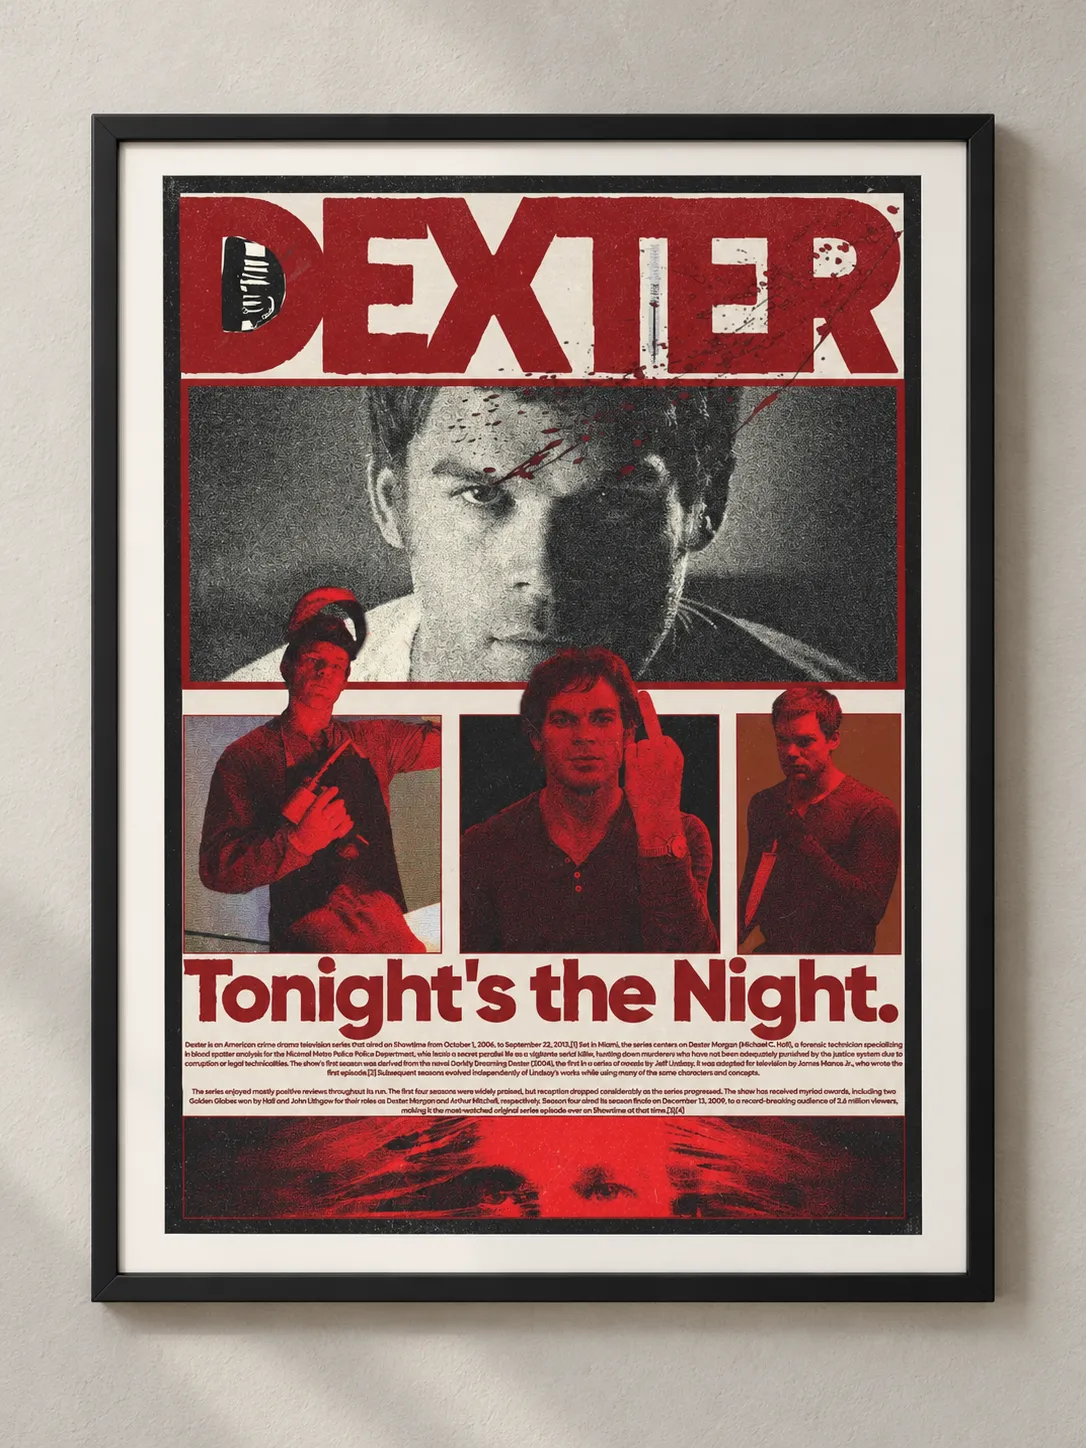 DEXTER
Tonight's the Night.
Dexter is an American crime drama television series that aired on Showtime from October 1, 2006, to September 22, 2013.[1] Set in Miami, the series centers on Dexter Morgan (Michael C. Hall), a forensic technician specializing
in blood spatter analysis for the Metro Police Department, who leads a secret parallel life as a vigilante serial killer, hunting down murderers who have not been adequately punished by the justice system due to
corruption or legal technicalities. The show's first season was derived from the novel Darkly Dreaming Dexter (2004), the first in a series of novels by Jeff Lindsay. It was adapted for television by James Manos Jr., who wrote the
first episode.[2] Subsequent seasons evolved independently of Lindsay's works while using many of the same characters and concepts.
The series enjoyed mostly positive reviews throughout its run. The first four seasons were widely praised, but reception dropped considerably as the series progressed. The show has received myriad awards, including two
Golden Globes won by Hall and John Lithgow for their roles as Dexter Morgan and Arthur Mitchell, respectively. Season four aired its season finale on December 13, 2009, to a record-breaking audience of 2.6 million viewers,
making it the most-watched original series episode ever on Showtime at that time.[3][4]